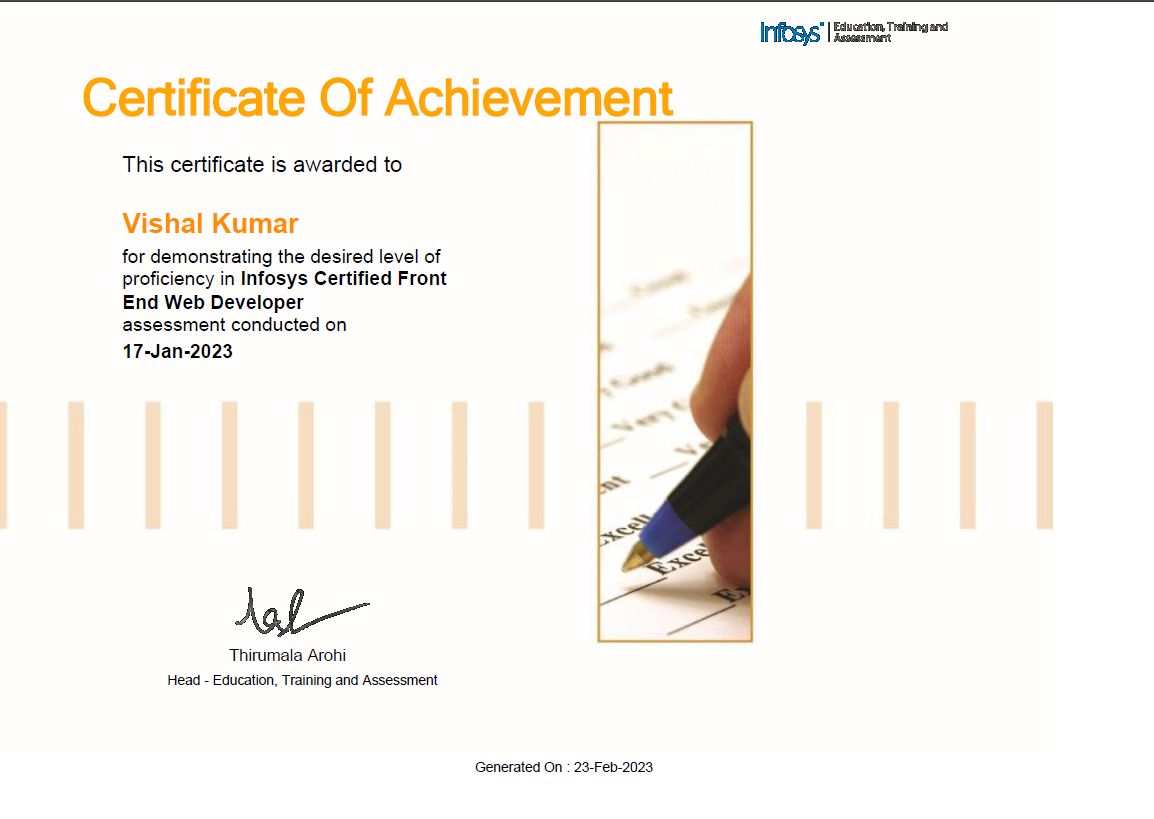 Infosys | Education, Training and
Assessment
Certificate Of Achievement
This certificate is awarded to
Vishal Kumar
for demonstrating the desired level of
proficiency in Infosys Certified Front
End Web Developer
assessment conducted on
17-Jan-2023
Good
Very
Thirumala Arohi
Head - Education, Training and Assessment
Generated On : 23-Feb-2023